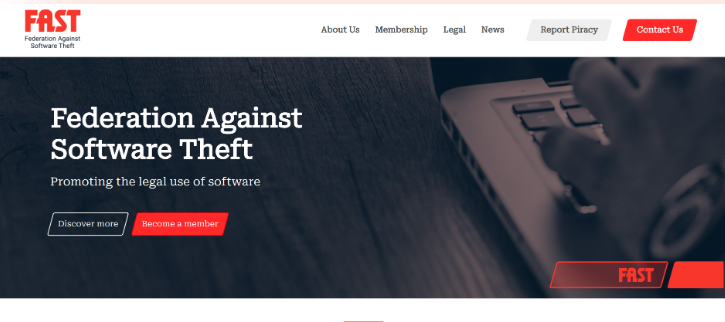 FAST
Federation Against
Software Theft
About Us Membership Legal News Report Piracy Contact Us
Federation Against
Software Theft
Promoting the legal use of software
Discover more Become a member
FAST